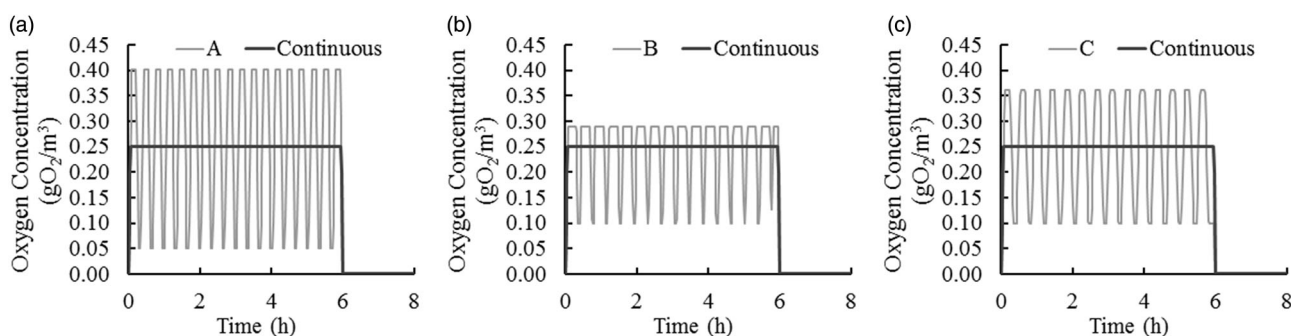 (a)
A Continuous
Oxygen Concentration
(gO₂/m³)
0.45
0.40
0.35
0.30
0.25
0.20
0.15
0.10
0.05
0.00
0 2 4 6 8
Time (h)
(b)
B Continuous
Oxygen Concentration
(gO₂/m³)
0.45
0.40
0.35
0.30
0.25
0.20
0.15
0.10
0.05
0.00
0 2 4 6 8
Time (h)
(c)
C Continuous
Oxygen Concentration
(gO₂/m³)
0.45
0.40
0.35
0.30
0.25
0.20
0.15
0.10
0.05
0.00
0 2 4 6 8
Time (h)